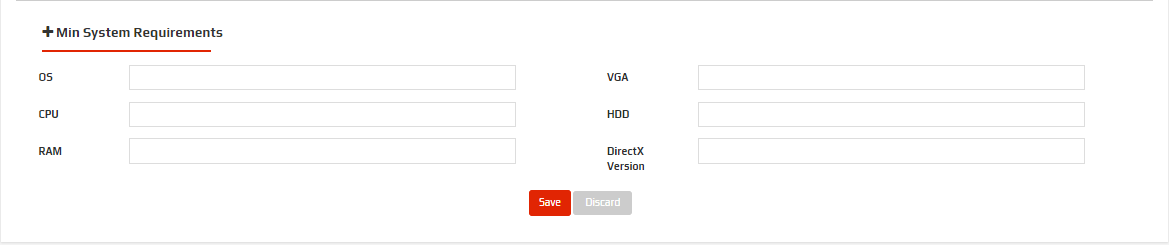 Min System Requirements
OS
VGA
CPU
HDD
RAM
DirectX
Version
Save
Discard